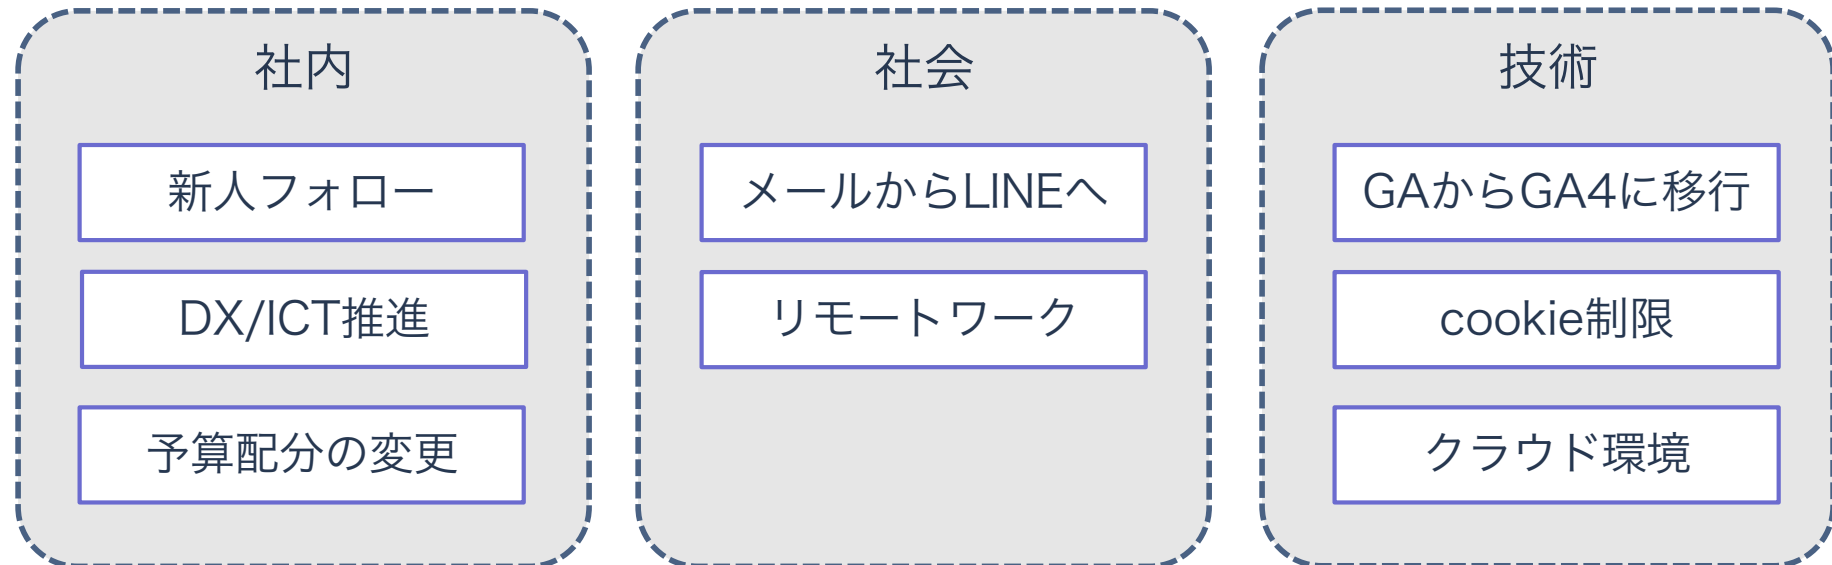 社内
新人フォロー
DX/ICT推進
予算配分の変更
社会
メールからLINEへ
リモートワーク
技術
GAからGA4に移行
cookie制限
クラウド環境